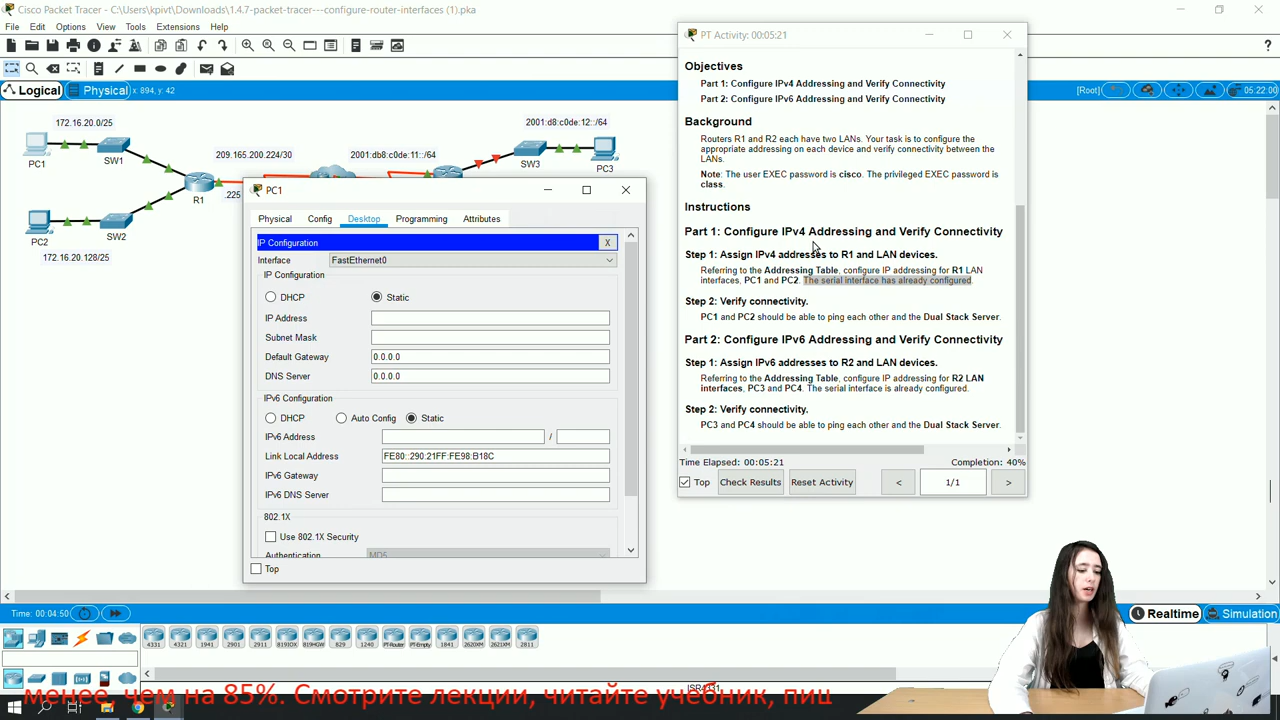 Cisco Packet Tracer - C:\Users\kpivt\Downloads\1.4.7-packet-tracer---configure-router-interfaces (1).pka
File Edit Options View Tools Extensions Help
Logical Physical x: 894, y: 42
[Root] 05:22:00
172.16.20.0/25
PC1
SW1
209.165.200.224/30
2001:db8:c0de:11::/64
2001:d8:c0de:12::/64
SW3
PC3
R1
.225
PC2
SW2
172.16.20.128/25
PC1
Physical Config Desktop Programming Attributes
IP Configuration X
Interface FastEthernet0
IP Configuration
DHCP Static
IP Address
Subnet Mask
Default Gateway 0.0.0.0
DNS Server 0.0.0.0
IPv6 Configuration
DHCP Auto Config Static
IPv6 Address /
Link Local Address FE80::290:21FF:FE98:B18C
IPv6 Gateway
IPv6 DNS Server
802.1X
Use 802.1X Security
Authentication MD5
Top
PT Activity: 00:05:21
Objectives
Part 1: Configure IPv4 Addressing and Verify Connectivity
Part 2: Configure IPv6 Addressing and Verify Connectivity
Background
Routers R1 and R2 each have two LANs. Your task is to configure the
appropriate addressing on each device and verify connectivity between the
LANs.
Note: The user EXEC password is cisco. The privileged EXEC password is
class.
Instructions
Part 1: Configure IPv4 Addressing and Verify Connectivity
Step 1: Assign IPv4 addresses to R1 and LAN devices.
Referring to the Addressing Table, configure IP addressing for R1 LAN
interfaces, PC1 and PC2. The serial interface has already configured.
Step 2: Verify connectivity.
PC1 and PC2 should be able to ping each other and the Dual Stack Server.
Part 2: Configure IPv6 Addressing and Verify Connectivity
Step 1: Assign IPv6 addresses to R2 and LAN devices.
Referring to the Addressing Table, configure IP addressing for R2 LAN
interfaces, PC3 and PC4. The serial interface is already configured.
Step 2: Verify connectivity.
PC3 and PC4 should be able to ping each other and the Dual Stack Server.
Time Elapsed: 00:05:21 Completion: 40%
Top Check Results Reset Activity < 1/1 >
Time: 00:04:50
Realtime Simulation
4331 4321 1941 2901 2911 819IOX 819HGW 829 1240 PT-Router PT-Empty 1841 2620XM 2621XM 2811
ISR4331
менее, чем на 85%. Смотрите лекции, читайте учебник, пиш